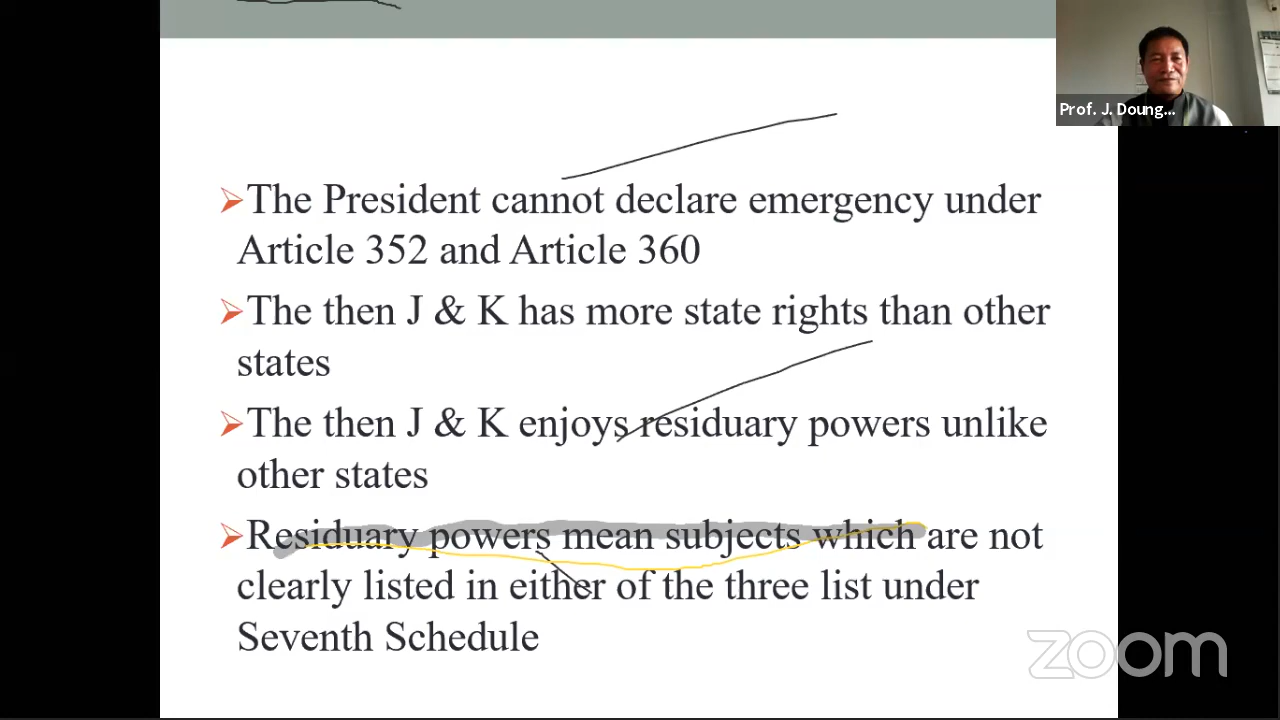 Prof. J. Doung...
➢The President cannot declare emergency under
Article 352 and Article 360
➢The then J & K has more state rights than other
states
➢The then J & K enjoys residuary powers unlike
other states
➢Residuary powers mean subjects which are not
clearly listed in either of the three list under
Seventh Schedule
zoom